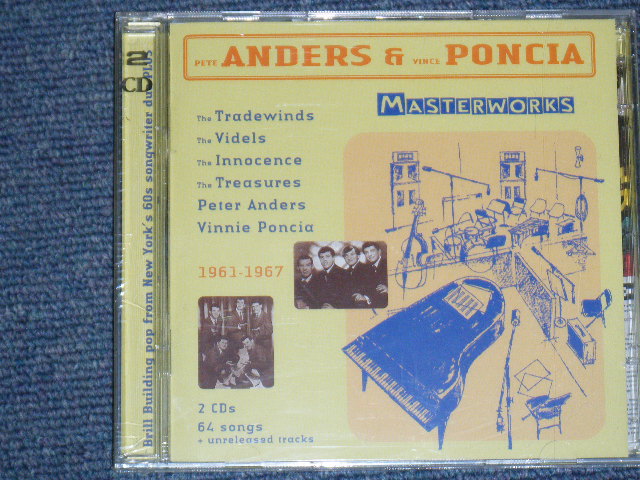 PETE ANDERS & VINCE PONCIA
MASTERWORKS
2
CD
Brill Building pop from New York's 60s songwriter duo PLUS
The Tradewinds
The Videls
The Innocence
The Treasures
Peter Anders
Vinnie Poncia
1961-1967
2 CDs
64 songs
+ unreleased tracks